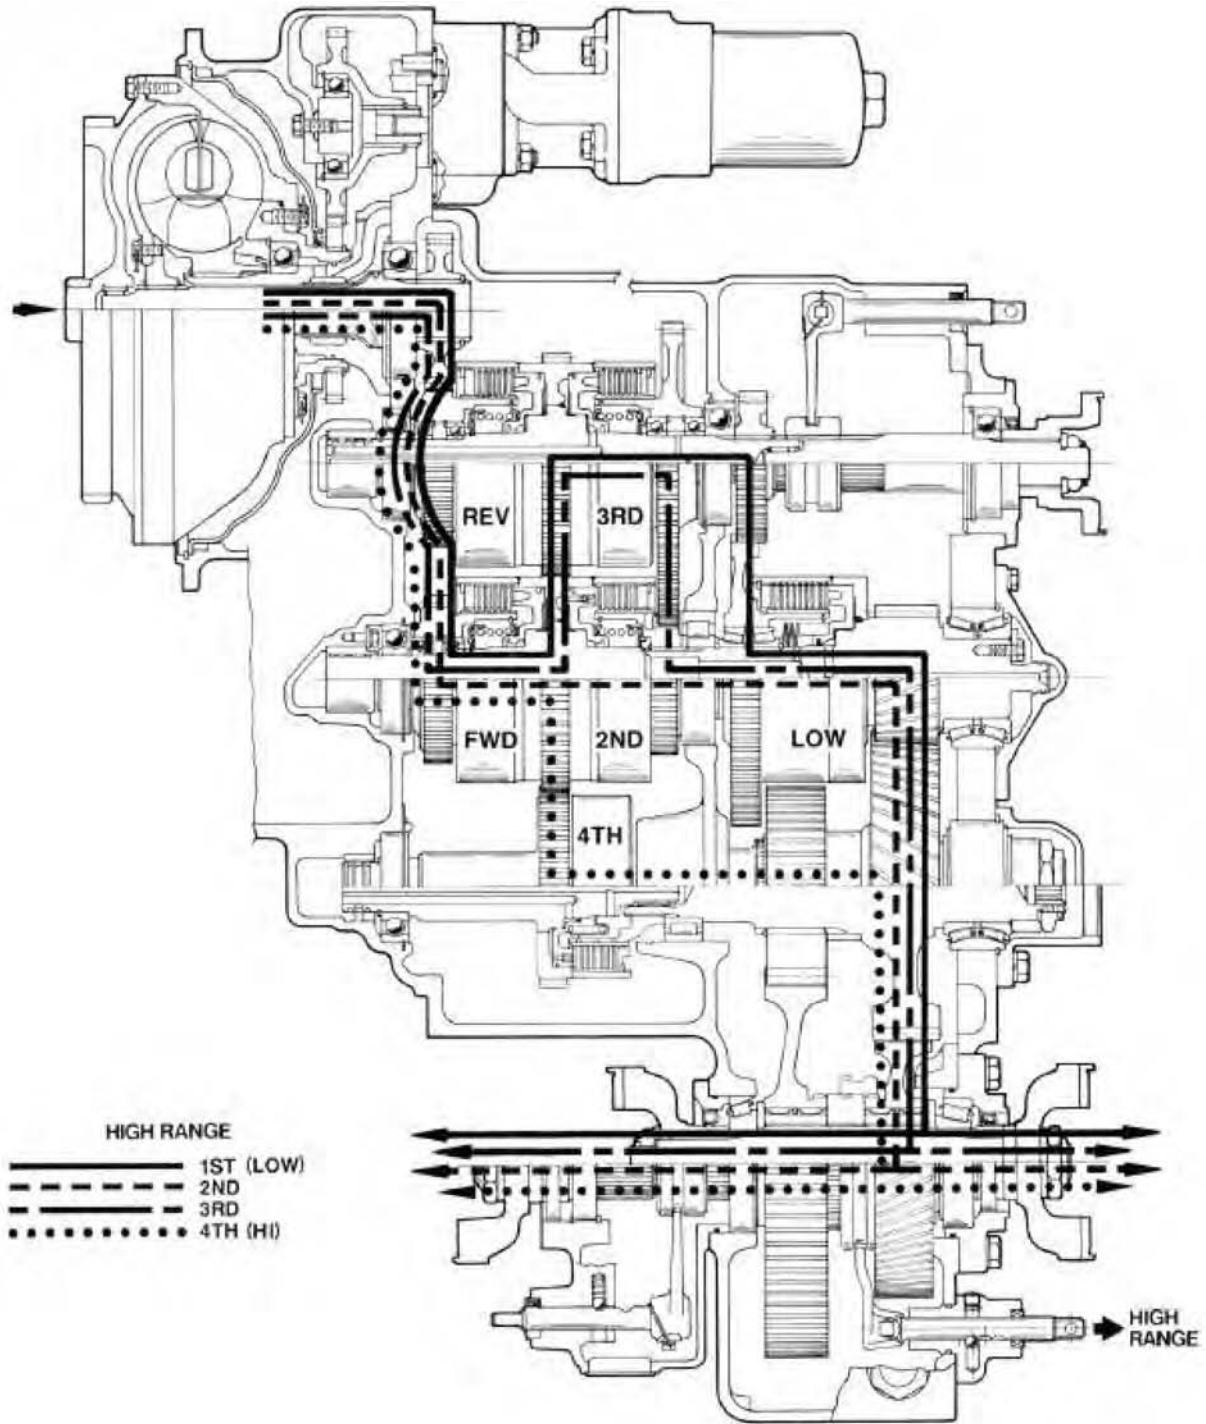 REV
3RD
FWD
2ND
LOW
4TH
HIGH RANGE
1ST (LOW)
2ND
3RD
4TH (HI)
HIGH
RANGE